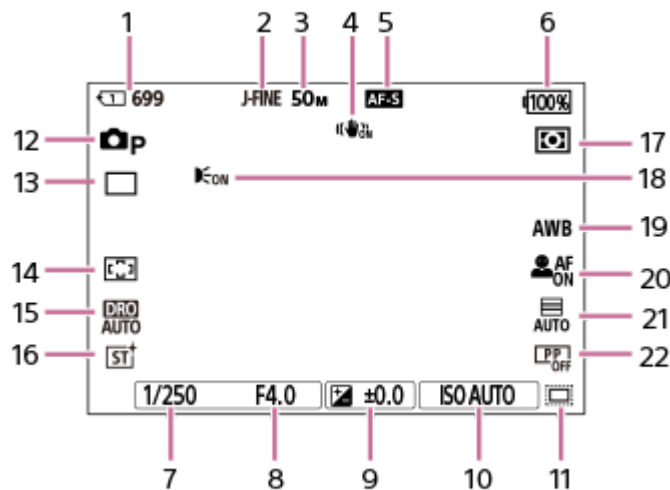 1 2 3 4 5 6
1 699 J-FINE 50M AF-S 100%
ON
12 P 17
13 ON 18
AWB 19
14 AF ON 20
15 DRO AUTO AUTO 21
16 ST PP OFF 22
1/250 F4.0 ±0.0 ISO AUTO
7 8 9 10 11